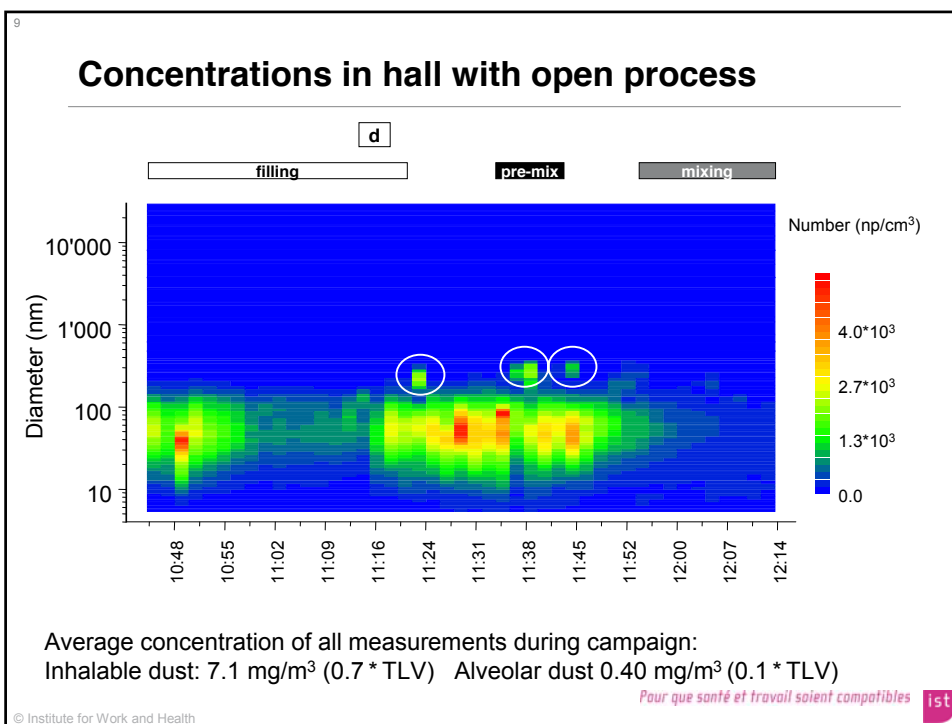 9
Concentrations in hall with open process
d
filling pre-mix mixing
Number (np/cm³)
Diameter (nm)
10'000
1'000
100
10
4.0*10³
2.7*10³
1.3*10³
0.0
10:48 10:55 11:02 11:09 11:16 11:24 11:31 11:38 11:45 11:52 12:00 12:07 12:14
Average concentration of all measurements during campaign:
Inhalable dust: 7.1 mg/m³ (0.7 * TLV) Alveolar dust 0.40 mg/m³ (0.1 * TLV)
Pour que santé et travail soient compatibles
ist
© Institute for Work and Health